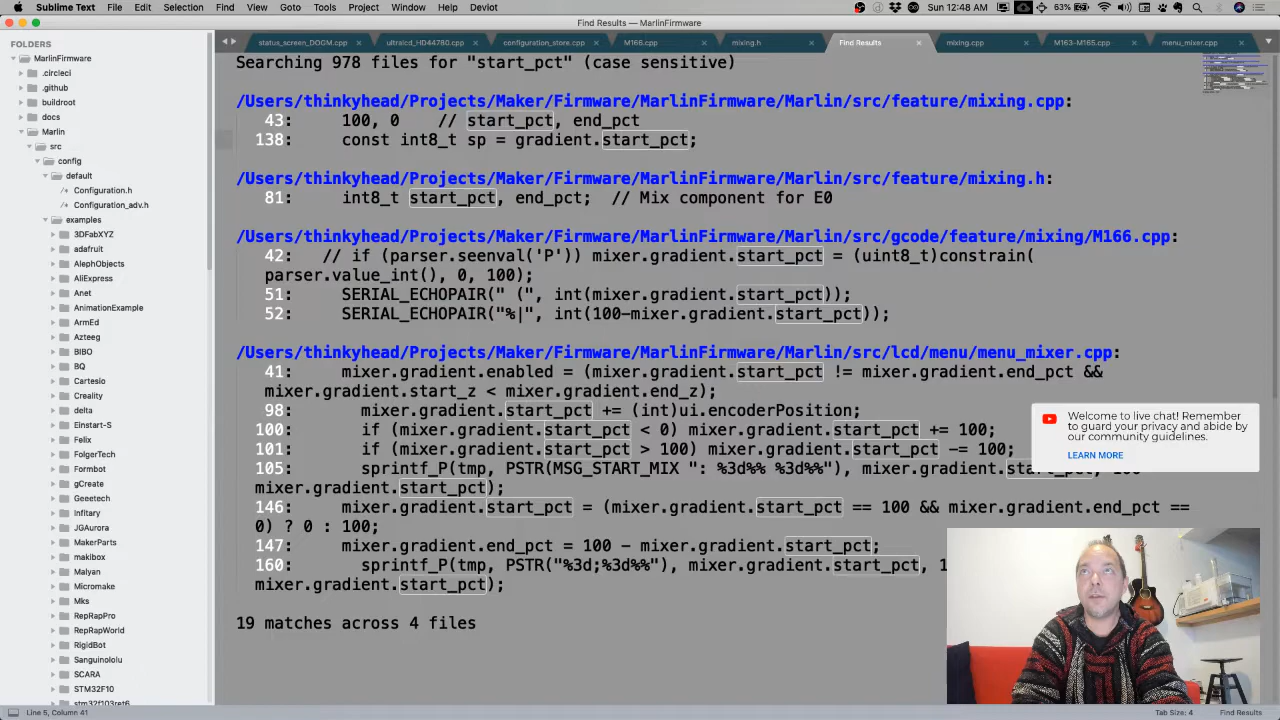 Sublime Text File Edit Selection Find View Goto Tools Project Window Help Deviot
Sun 12:48 AM 63%
Find Results — MarlinFirmware
status_screen_DOGM.cpp ultralcd_HD44780.cpp configuration_store.cpp M166.cpp mixing.h Find Results mixing.cpp M163-M165.cpp menu_mixer.cpp
FOLDERS
MarlinFirmware
.circleci
.github
buildroot
docs
Marlin
src
config
default
Configuration.h
Configuration_adv.h
examples
3DFabXYZ
adafruit
AlephObjects
AliExpress
Anet
AnimationExample
ArmEd
Azteeg
BIBO
BQ
Cartesio
Creality
delta
Einstart-S
Felix
FolgerTech
Formbot
gCreate
Geeetech
Infitary
JGAurora
MakerParts
makibox
Malyan
Micromake
Mks
RepRapPro
RepRapWorld
RigidBot
Sanguinololu
SCARA
STM32F10
stm32f103ret6
Searching 978 files for "start_pct" (case sensitive)
/Users/thinkyhead/Projects/Maker/Firmware/MarlinFirmware/Marlin/src/feature/mixing.cpp:
43: 100, 0 // start_pct, end_pct
138: const int8_t sp = gradient.start_pct;
/Users/thinkyhead/Projects/Maker/Firmware/MarlinFirmware/Marlin/src/feature/mixing.h:
81: int8_t start_pct, end_pct; // Mix component for E0
/Users/thinkyhead/Projects/Maker/Firmware/MarlinFirmware/Marlin/src/gcode/feature/mixing/M166.cpp:
42: // if (parser.seenval('P')) mixer.gradient.start_pct = (uint8_t)constrain(
parser.value_int(), 0, 100);
51: SERIAL_ECHOPAIR(" (", int(mixer.gradient.start_pct));
52: SERIAL_ECHOPAIR("%|", int(100-mixer.gradient.start_pct));
/Users/thinkyhead/Projects/Maker/Firmware/MarlinFirmware/Marlin/src/lcd/menu/menu_mixer.cpp:
41: mixer.gradient.enabled = (mixer.gradient.start_pct != mixer.gradient.end_pct &&
mixer.gradient.start_z < mixer.gradient.end_z);
98: mixer.gradient.start_pct += (int)ui.encoderPosition;
100: if (mixer.gradient.start_pct < 0) mixer.gradient.start_pct += 100;
101: if (mixer.gradient.start_pct > 100) mixer.gradient.start_pct -= 100;
105: sprintf_P(tmp, PSTR(MSG_START_MIX ": %3d%% %3d%%"), mixer.gradient.start_pct, 100
mixer.gradient.start_pct);
146: mixer.gradient.start_pct = (mixer.gradient.start_pct == 100 && mixer.gradient.end_pct ==
0) ? 0 : 100;
147: mixer.gradient.end_pct = 100 - mixer.gradient.start_pct;
160: sprintf_P(tmp, PSTR("%3d;%3d%%"), mixer.gradient.start_pct, 1
mixer.gradient.start_pct);
19 matches across 4 files
Welcome to live chat! Remember
to guard your privacy and abide by
our community guidelines.
LEARN MORE
Line 5, Column 41
Tab Size: 4 Find Results